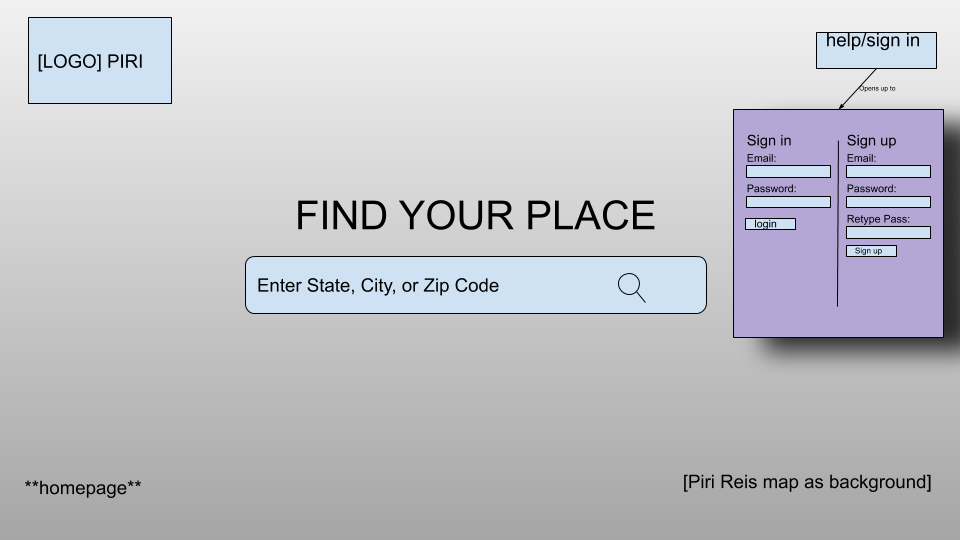 [LOGO] PIRI
help/sign in
Opens up to
Sign in
Email:
Password:
login
Sign up
Email:
Password:
Retype Pass:
Sign up
FIND YOUR PLACE
Enter State, City, or Zip Code
**homepage**
[Piri Reis map as background]